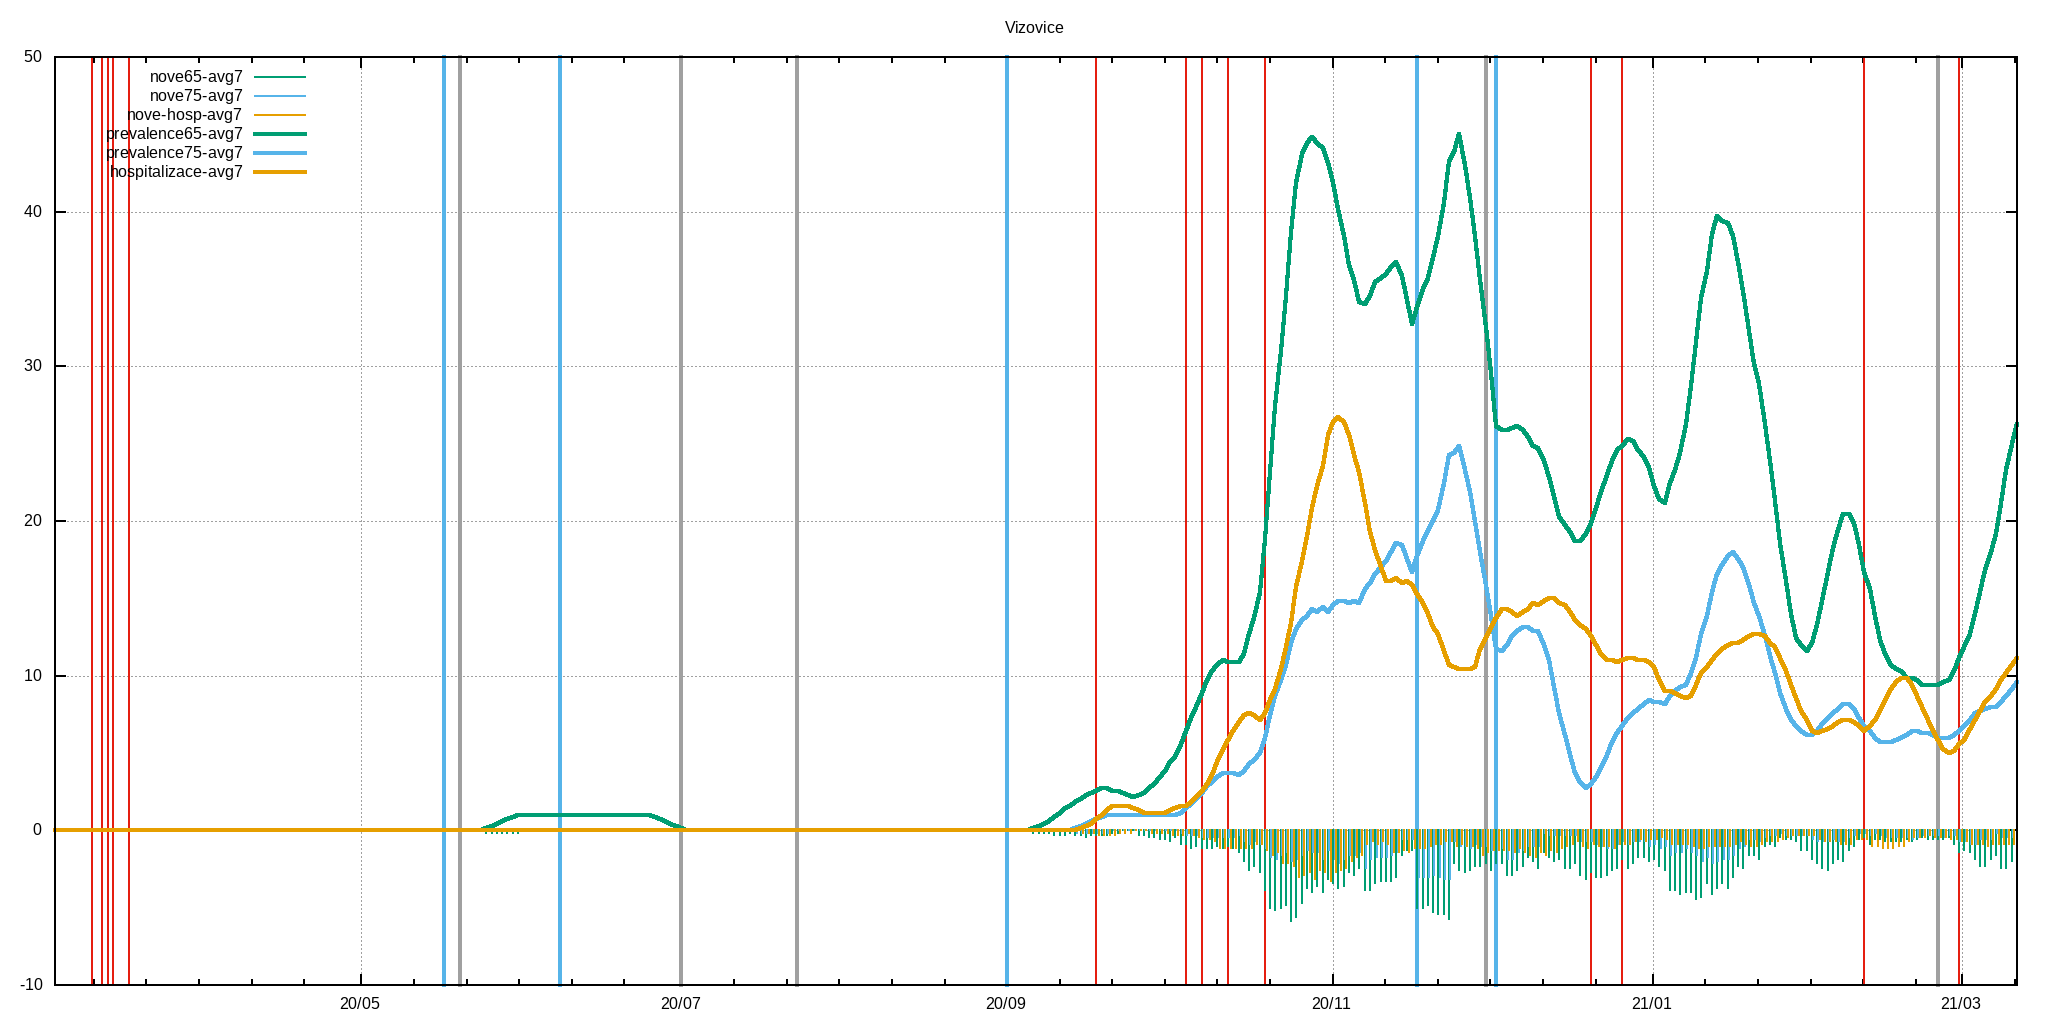 Vizovice
50
nove65-avg7
nove75-avg7
nove-hosp-avg7
prevalence65-avg7
prevalence75-avg7
hospitalizace-avg7
40
30
20
10
0
-10
20/05 20/07 20/09 20/11 21/01 21/03